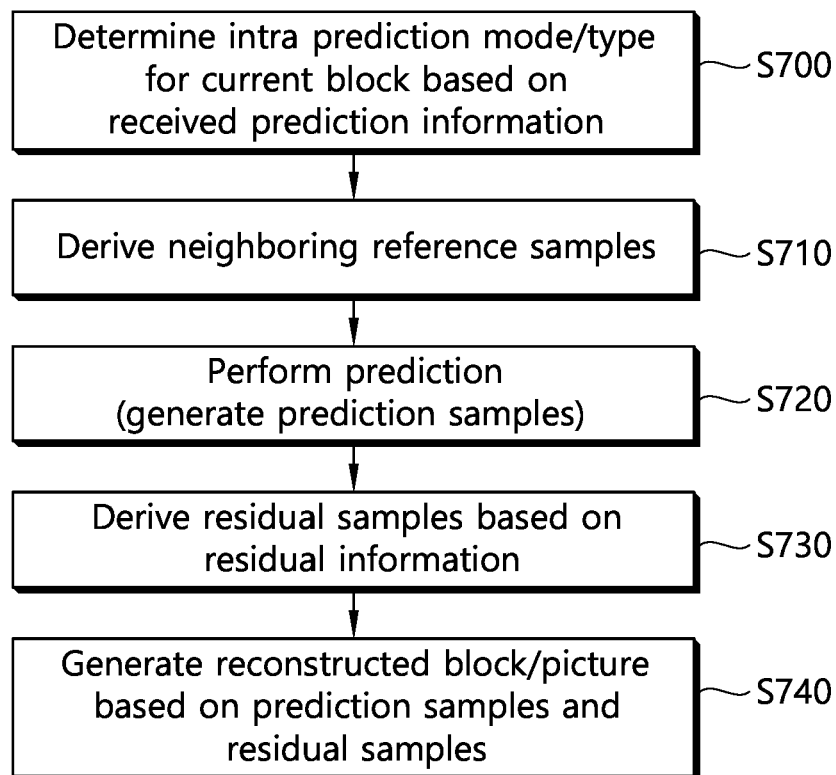 Determine intra prediction mode/type
for current block based on
received prediction information
S700
Derive neighboring reference samples
S710
Perform prediction
(generate prediction samples)
S720
Derive residual samples based on
residual information
S730
Generate reconstructed block/picture
based on prediction samples and
residual samples
S740